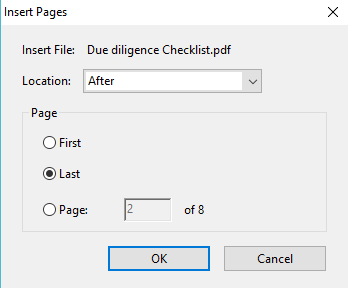 Insert Pages
Insert File: Due diligence Checklist.pdf
Location: After
Page
First
Last
Page: 2 of 8
OK Cancel